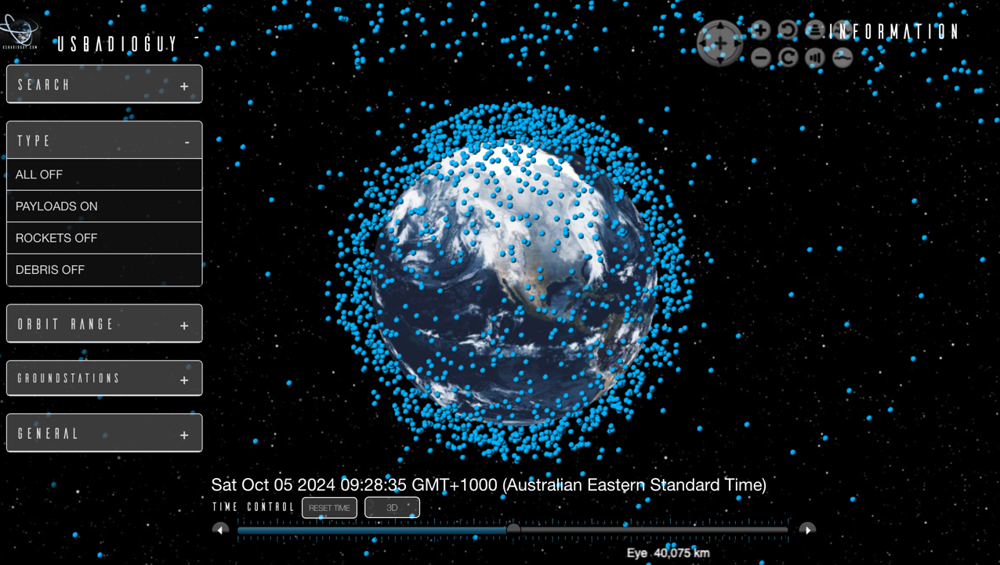 USRADIOGUY.COM
USRADIOGUY -
SEARCH +
TYPE -
ALL OFF
PAYLOADS ON
ROCKETS OFF
DEBRIS OFF
ORBIT RANGE +
GROUNDSTATIONS +
GENERAL +
INFORMATION
Sat Oct 05 2024 09:28:35 GMT+1000 (Australian Eastern Standard Time)
TIME CONTROL RESET TIME 3D
Eye 40,075 km